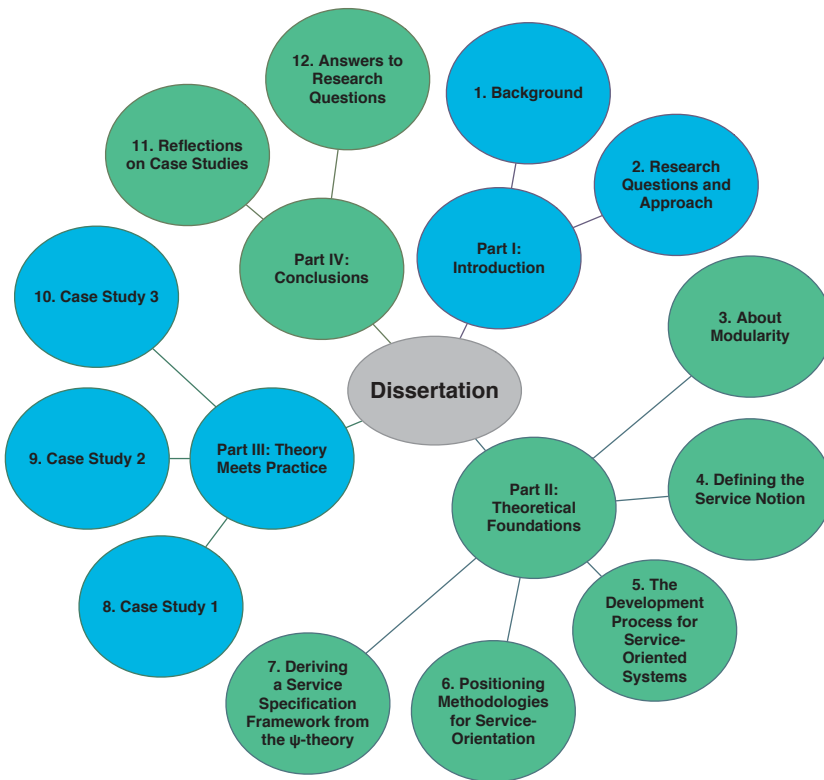 Dissertation
Part I:
Introduction
1. Background
2. Research
Questions and
Approach
Part II:
Theoretical
Foundations
3. About
Modularity
4. Defining the
Service Notion
5. The
Development
Process for
Service-
Oriented
Systems
6. Positioning
Methodologies
for Service-
Orientation
7. Deriving
a Service
Specification
Framework from
the ψ-theory
Part III: Theory
Meets Practice
8. Case Study 1
9. Case Study 2
10. Case Study 3
Part IV:
Conclusions
11. Reflections
on Case Studies
12. Answers to
Research
Questions